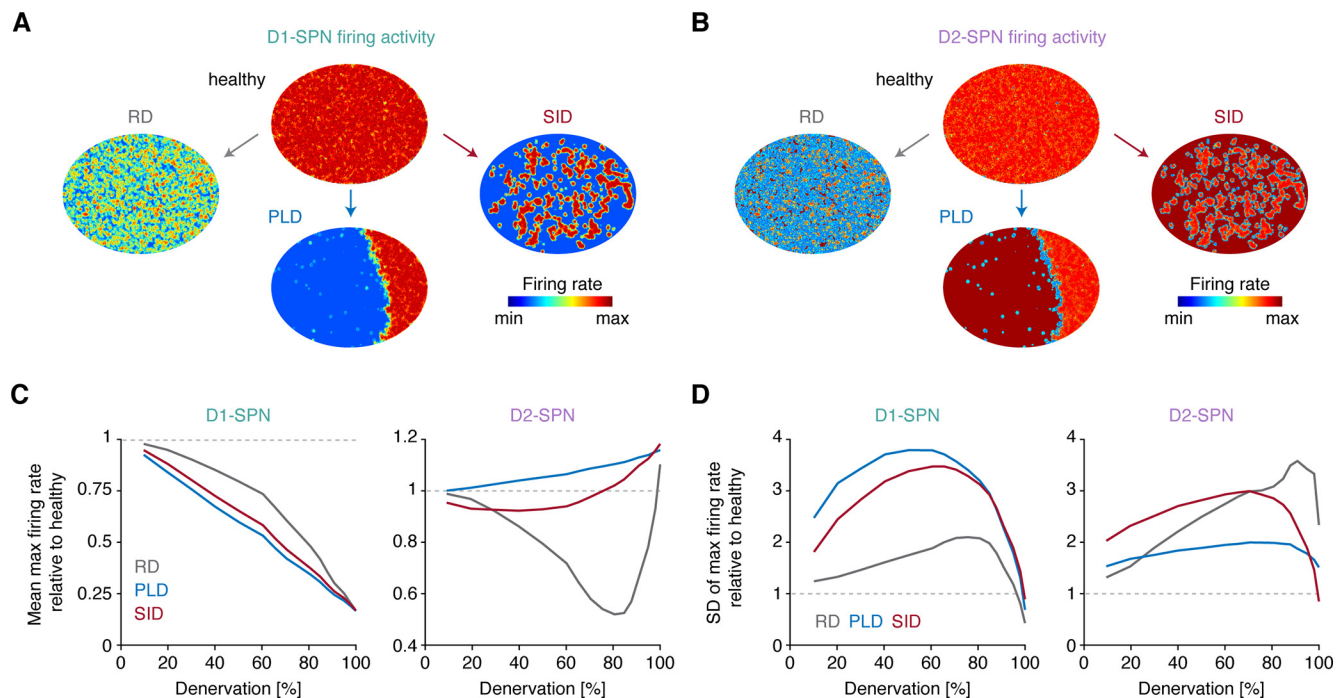 A
D1-SPN firing activity
healthy
RD
SID
PLD
Firing rate
min max
B
D2-SPN firing activity
healthy
RD
SID
PLD
Firing rate
min max
C
D1-SPN
D2-SPN
Mean max firing rate
relative to healthy
1
0.75
0.5
0.25
0
RD
PLD
SID
0 20 40 60 80 100
Denervation [%]
1.2
1
0.8
0.6
0.4
0 20 40 60 80 100
Denervation [%]
D
D1-SPN
D2-SPN
SD of max firing rate
relative to healthy
4
3
2
1
0
RD PLD SID
0 20 40 60 80 100
Denervation [%]
4
3
2
1
0
0 20 40 60 80 100
Denervation [%]